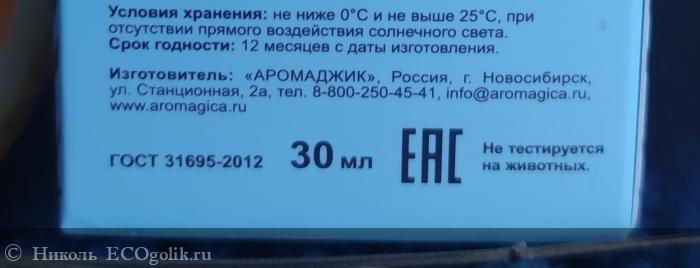 Условия хранения: не ниже 0°С и не выше 25°С, при
отсутствии прямого воздействия солнечного света.
Срок годности: 12 месяцев с даты изготовления.
Изготовитель: «АРОМАДЖИК», Россия, г. Новосибирск,
ул. Станционная, 2а, тел. 8-800-250-45-41, info@aromagica.ru,
www.aromagica.ru
ГОСТ 31695-2012
30 мл
EAC
Не тестируется
на животных.
© Николь ECOgolik.ru